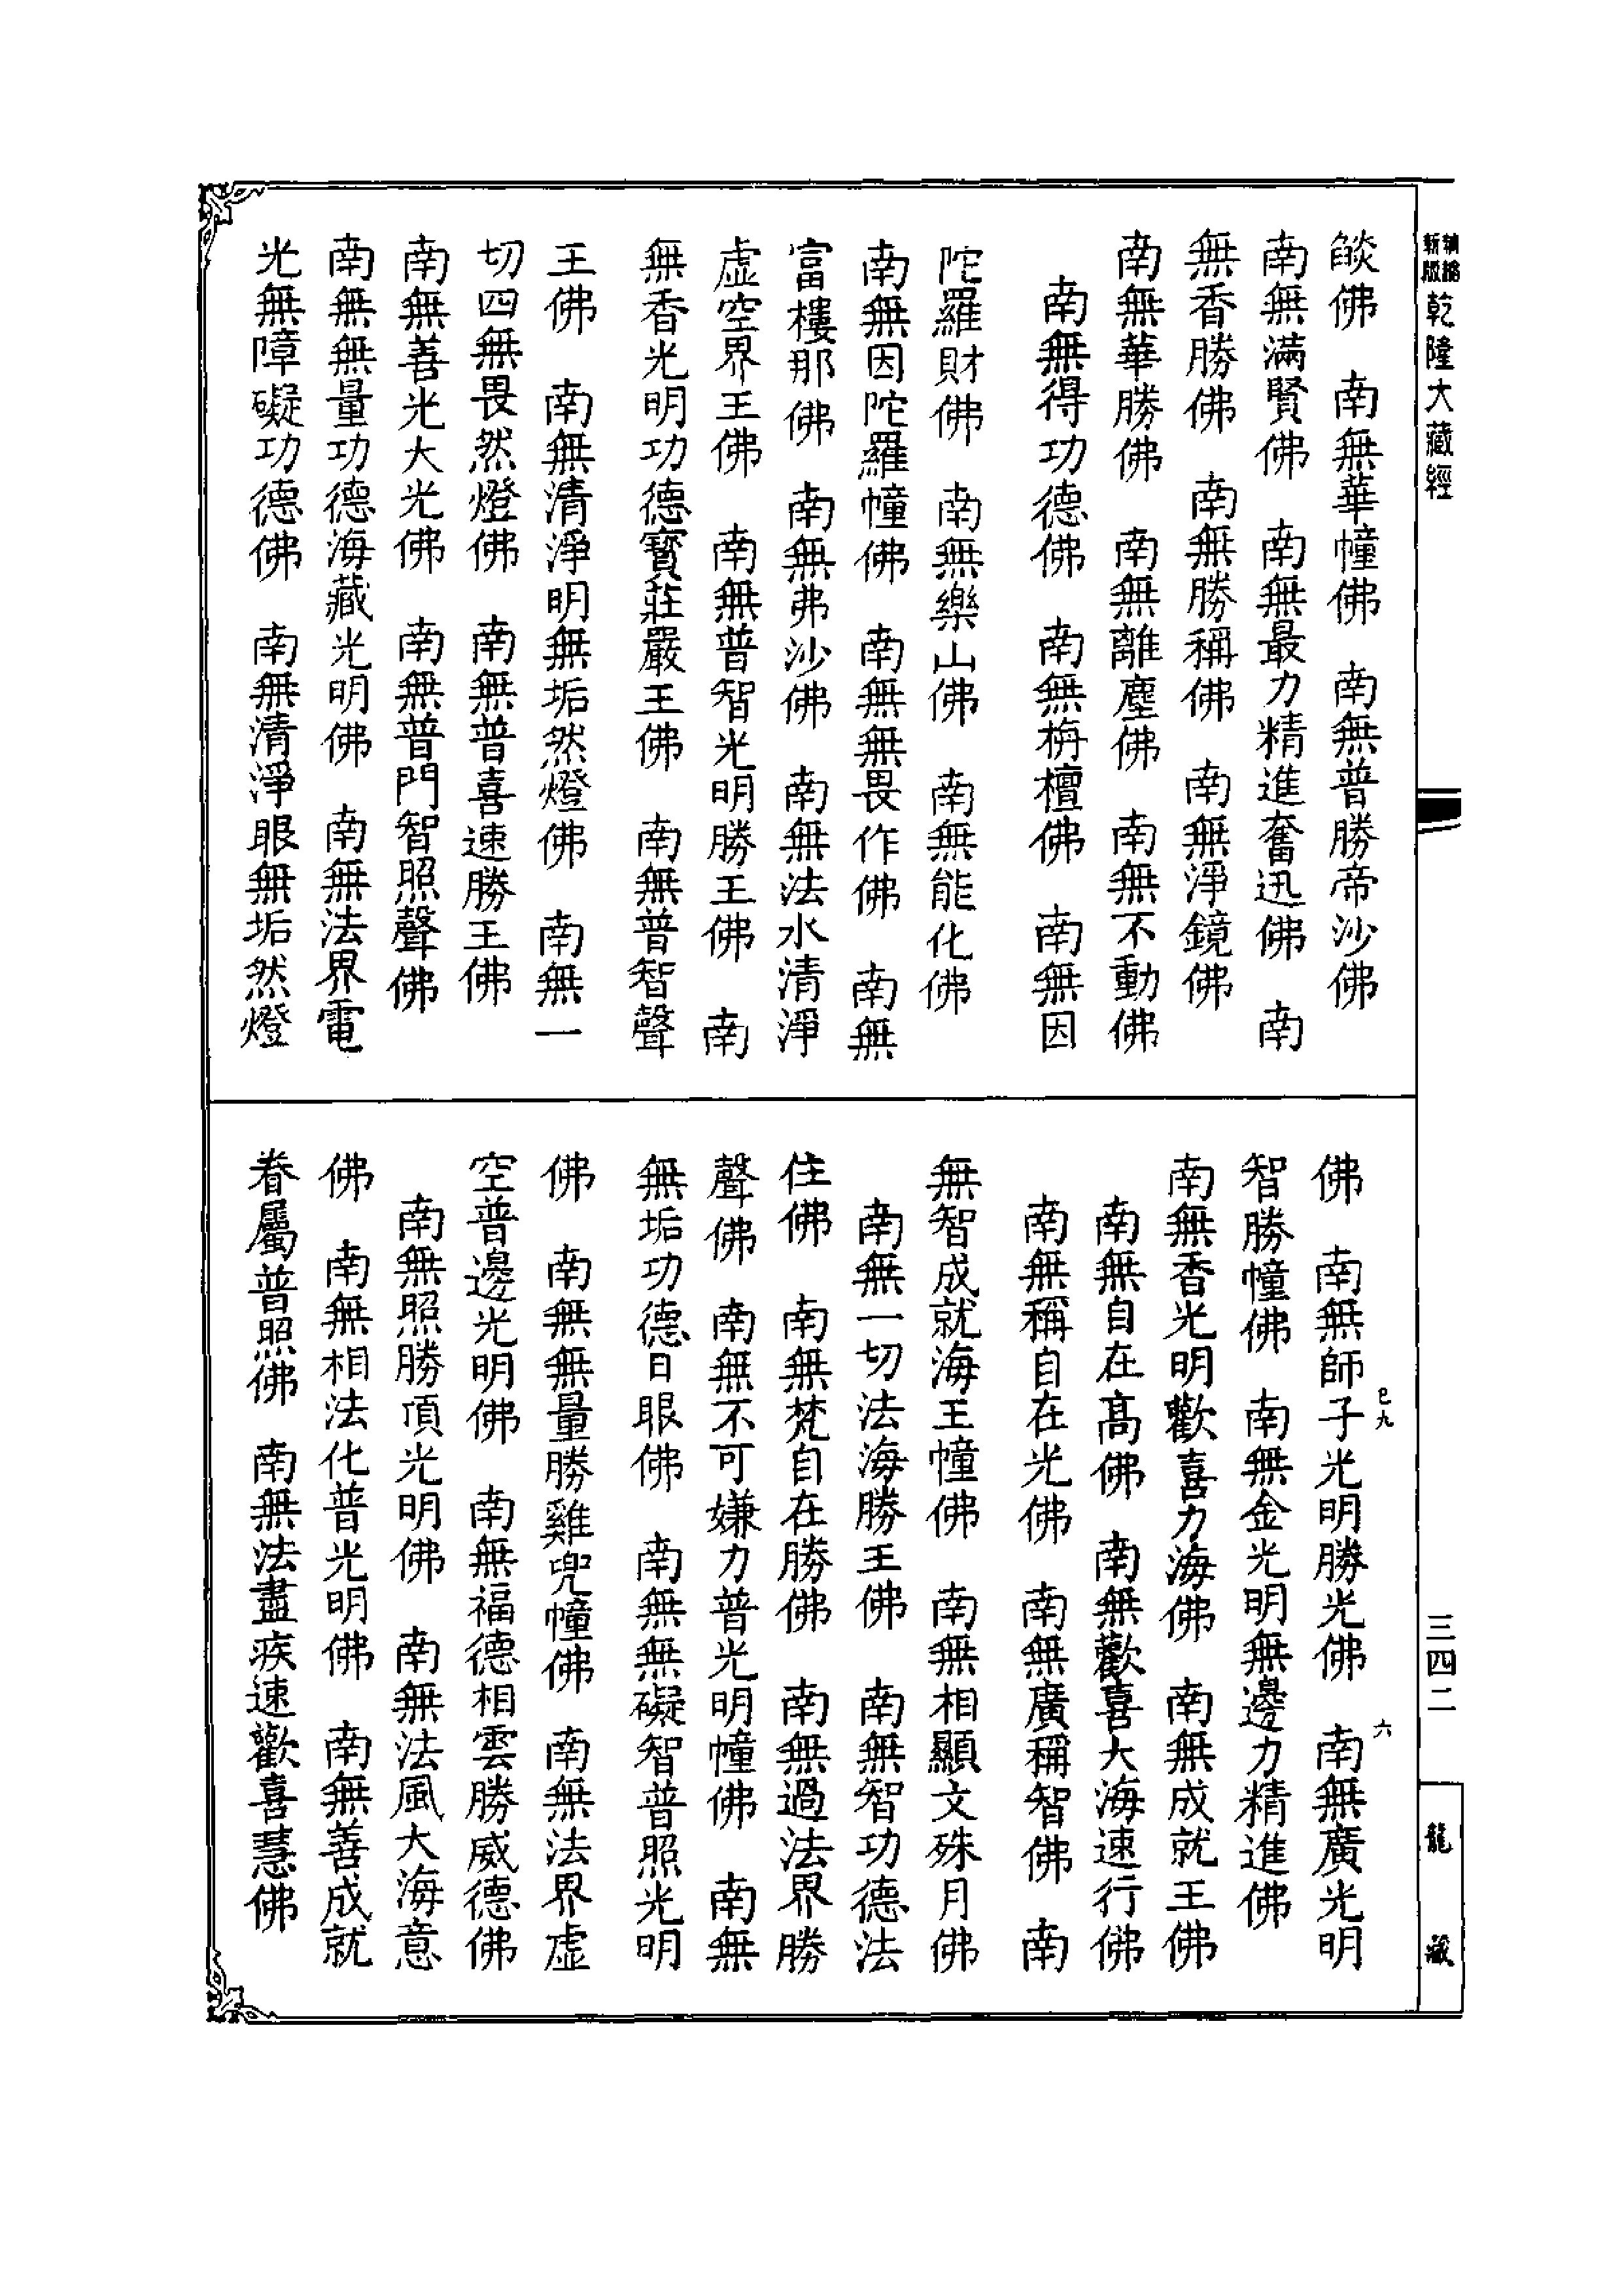 新版
乾隆大藏經
燄佛　南無華幢佛　南無普勝帝沙佛
南無滿賢佛　南無最力精進奮迅佛　南
無香勝佛　南無勝稱佛　南無淨鏡佛
南無華勝佛　南無離塵佛　南無不動佛
南無得功德佛　南無栴檀佛　南無因
陀羅財佛　南無樂山佛　南無能化佛
南無因陀羅幢佛　南無無畏作佛　南無
富樓那佛　南無弗沙佛　南無法水清淨
虛空界王佛　南無普智光明勝王佛　南
無香光明功德寶莊嚴王佛　南無普智聲
王佛　南無清淨明無垢然燈佛　南無一
切四無畏然燈佛　南無普喜速勝王佛
南無善光大光佛　南無普門智照聲佛
南無無量功德海藏光明佛　南無法界電
光無障礙功德佛　南無清淨眼無垢然燈
佛　南無師子光明勝光佛　南無廣光明
智勝幢佛　南無金光明無邊力精進佛
南無香光明歡喜力海佛　南無成就王佛
南無自在高佛　南無歡喜大海速行佛
南無稱自在光佛　南無廣稱智佛　南
無智成就海王幢佛　南無相顯文殊月佛
南無一切法海勝王佛　南無智功德法
住佛　南無梵自在勝佛　南無過法界勝
聲佛　南無不可嫌力普光明幢佛　南無
無垢功德日眼佛　南無無礙智普照光明
佛　南無無量勝雞兜幢佛　南無法界虛
空普邊光明佛　南無福德相雲勝威德佛
南無照勝頂光明佛　南無法風大海意
佛　南無相法化普光明佛　南無善成就
眷屬普照佛　南無法盡疾速歡喜慧佛
巳九
六
三四二
龍藏